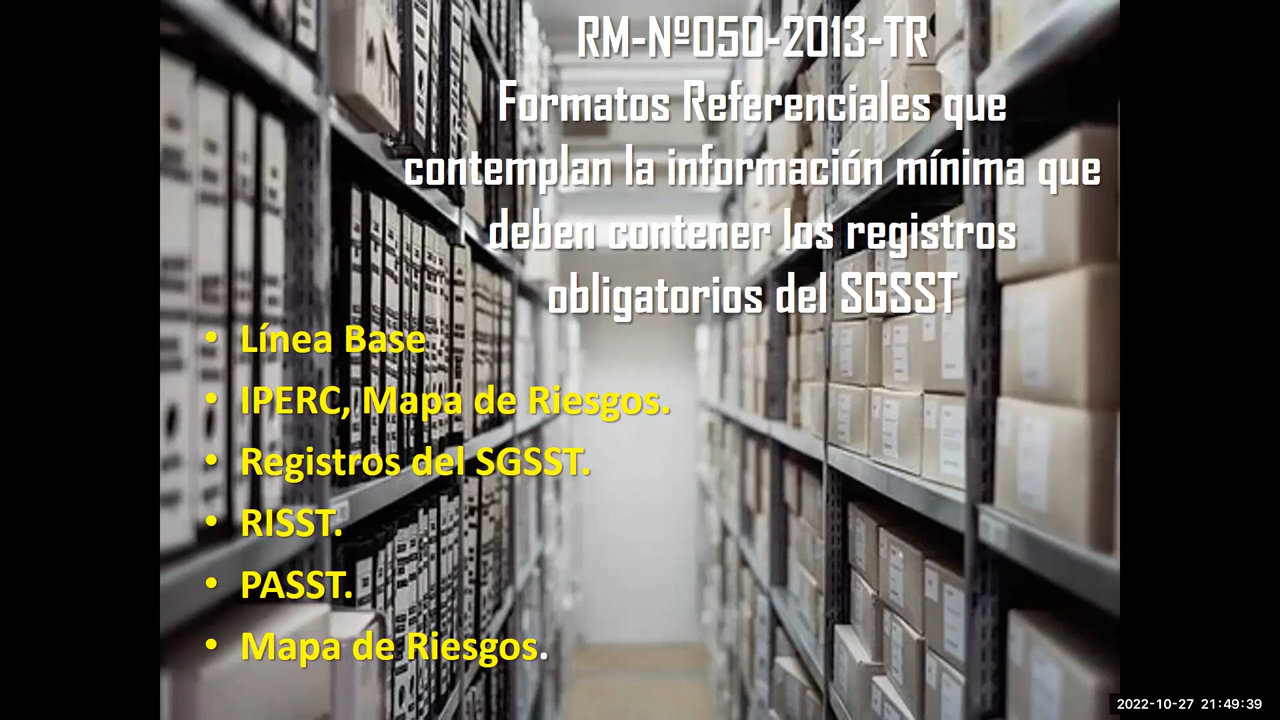 RM-Nº050-2013-TR
Formatos Referenciales que
contemplan la información mínima que
deben contener los registros
obligatorios del SGSST
• Línea Base
• IPERC, Mapa de Riesgos.
• Registros del SGSST.
• RISST.
• PASST.
• Mapa de Riesgos.
2022-10-27 21:49:39